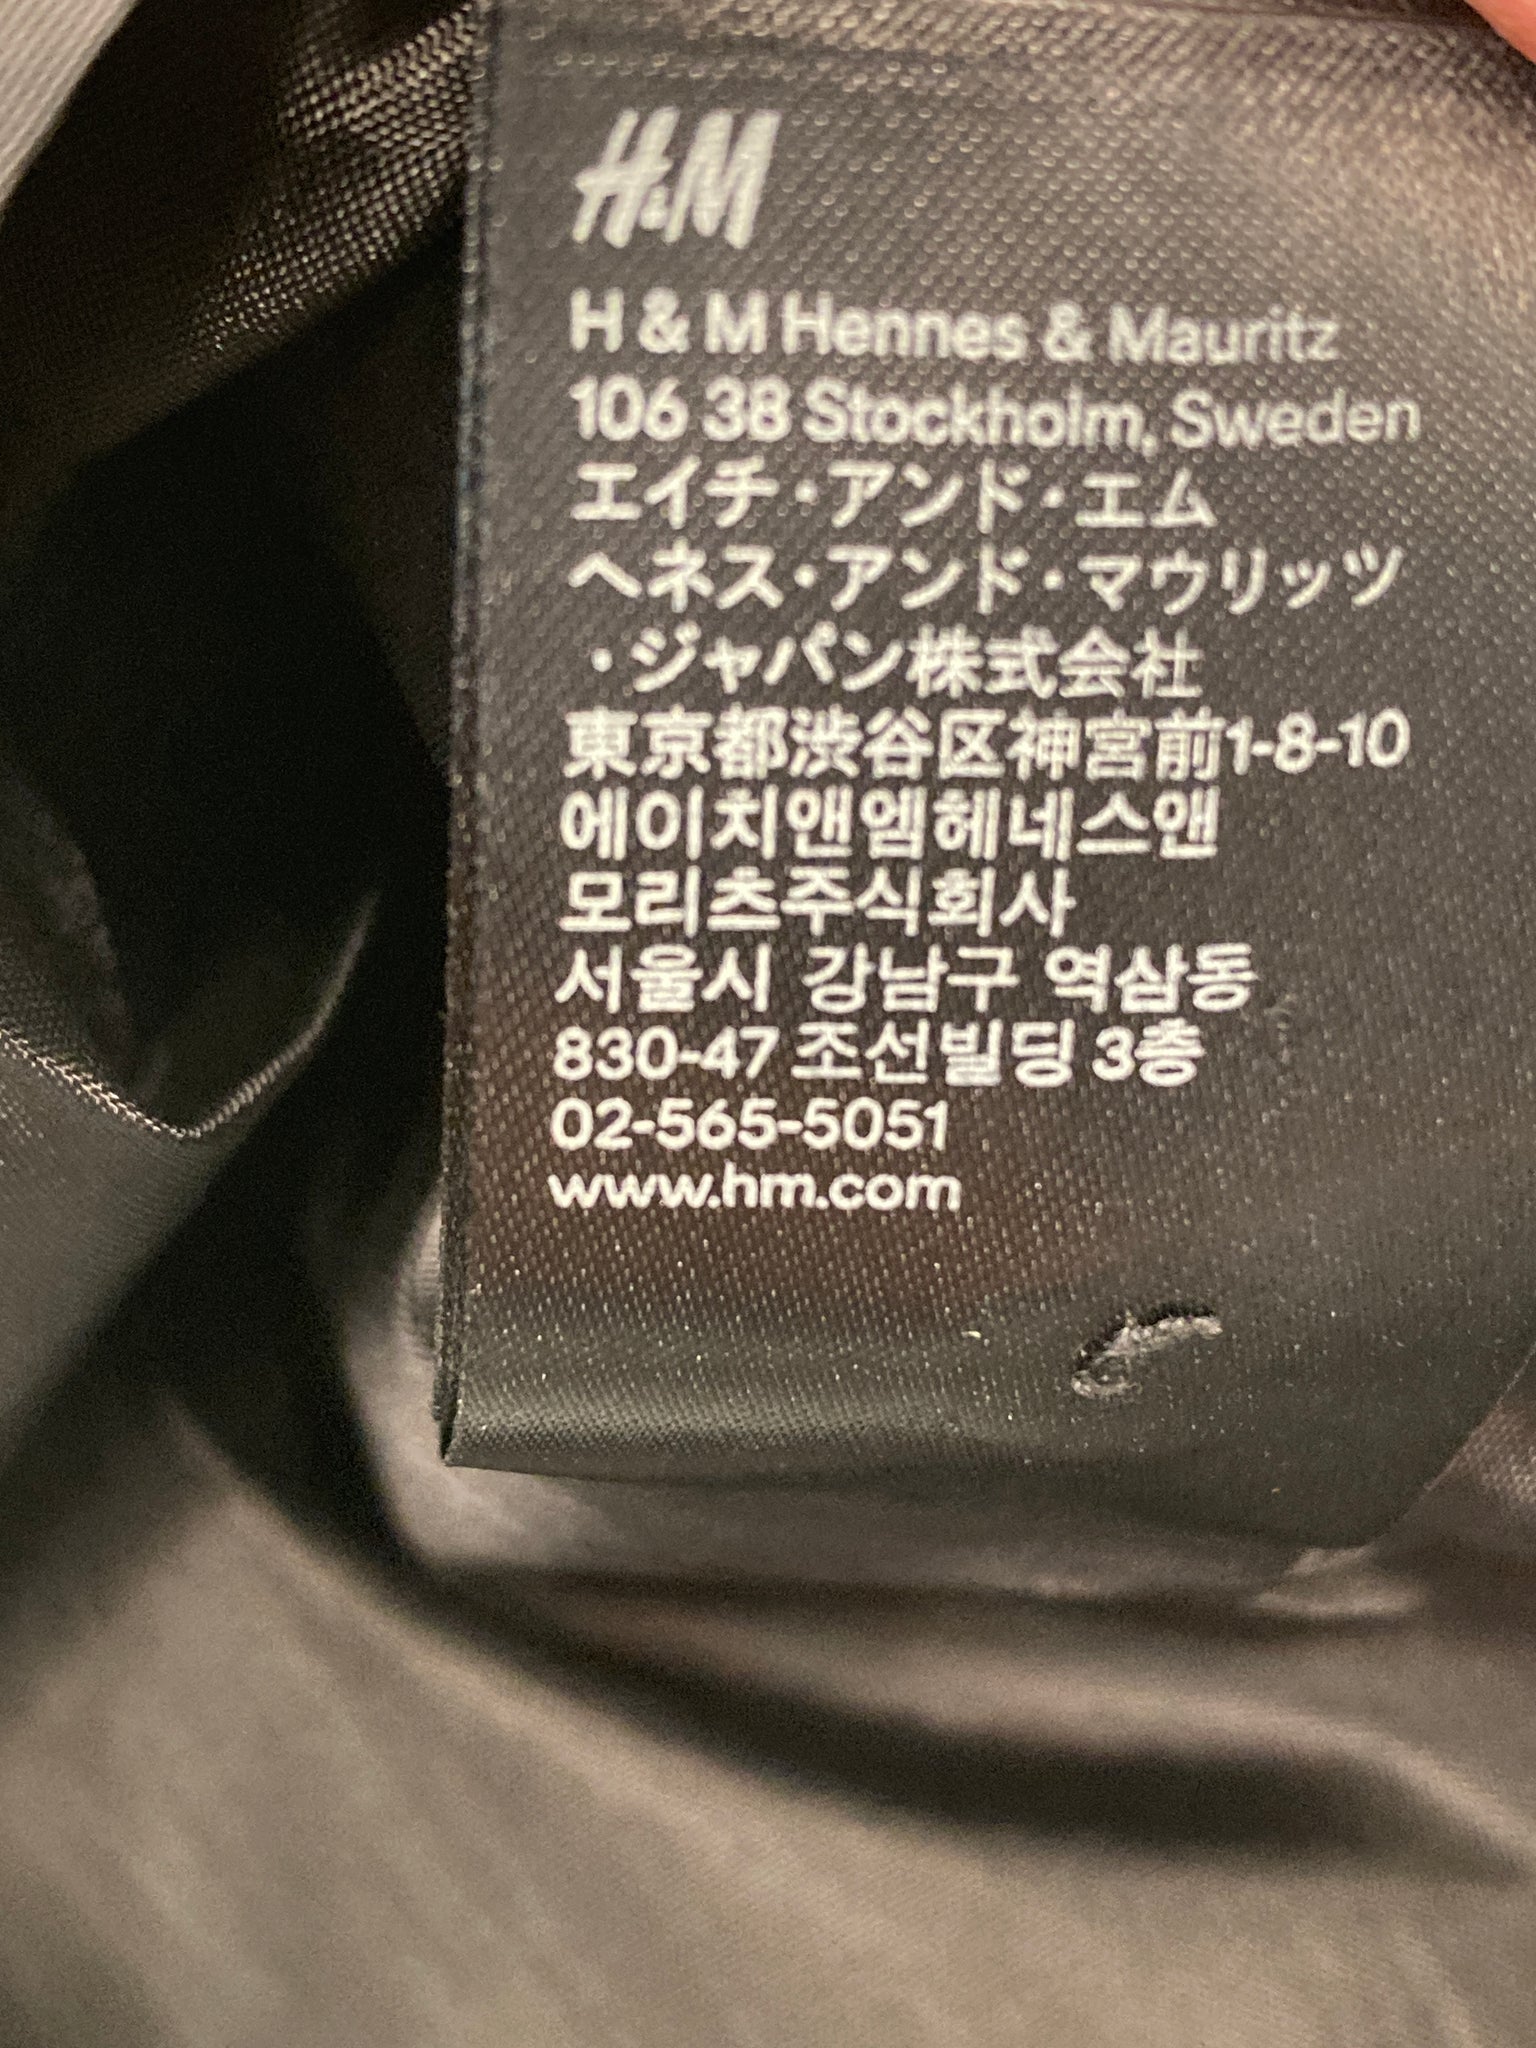 H&M
H & M Hennes & Mauritz
106 38 Stockholm, Sweden
エイチ・アンド・エム
ヘネス・アンド・マウリッツ
・ジャパン株式会社
東京都渋谷区神宮前1-8-10
에이치앤엠헤네스앤
모리츠주식회사
서울시 강남구 역삼동
830-47 조선빌딩 3층
02-565-5051
www.hm.com